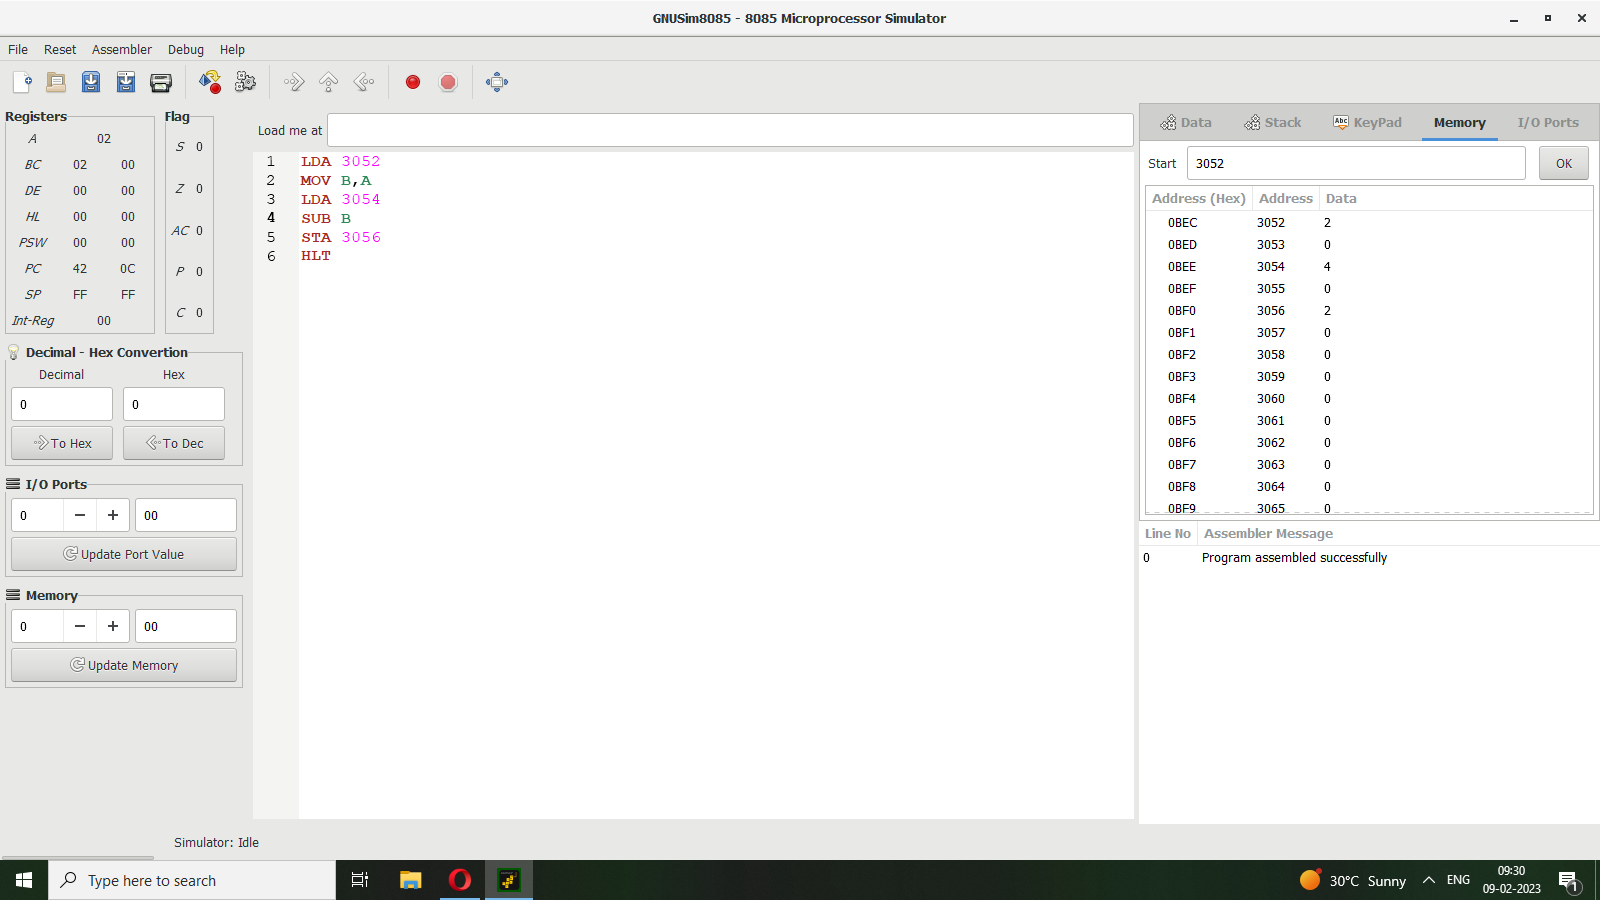 GNUSim8085 - 8085 Microprocessor Simulator
File Reset Assembler Debug Help
Registers
A 02
BC 02 00
DE 00 00
HL 00 00
PSW 00 00
PC 42 0C
SP FF FF
Int-Reg 00
Flag
S 0
Z 0
AC 0
P 0
C 0
Decimal - Hex Convertion
Decimal Hex
0 0
To Hex To Dec
I/O Ports
0 − + 00
Update Port Value
Memory
0 − + 00
Update Memory
Load me at
1 LDA 3052
2 MOV B,A
3 LDA 3054
4 SUB B
5 STA 3056
6 HLT
Data Stack Abc KeyPad Memory I/O Ports
Start 3052 OK
Address (Hex) Address Data
0BEC 3052 2
0BED 3053 0
0BEE 3054 4
0BEF 3055 0
0BF0 3056 2
0BF1 3057 0
0BF2 3058 0
0BF3 3059 0
0BF4 3060 0
0BF5 3061 0
0BF6 3062 0
0BF7 3063 0
0BF8 3064 0
0BF9 3065 0
Line No Assembler Message
0 Program assembled successfully
Simulator: Idle
Type here to search
30°C Sunny
ENG
09:30
09-02-2023
1